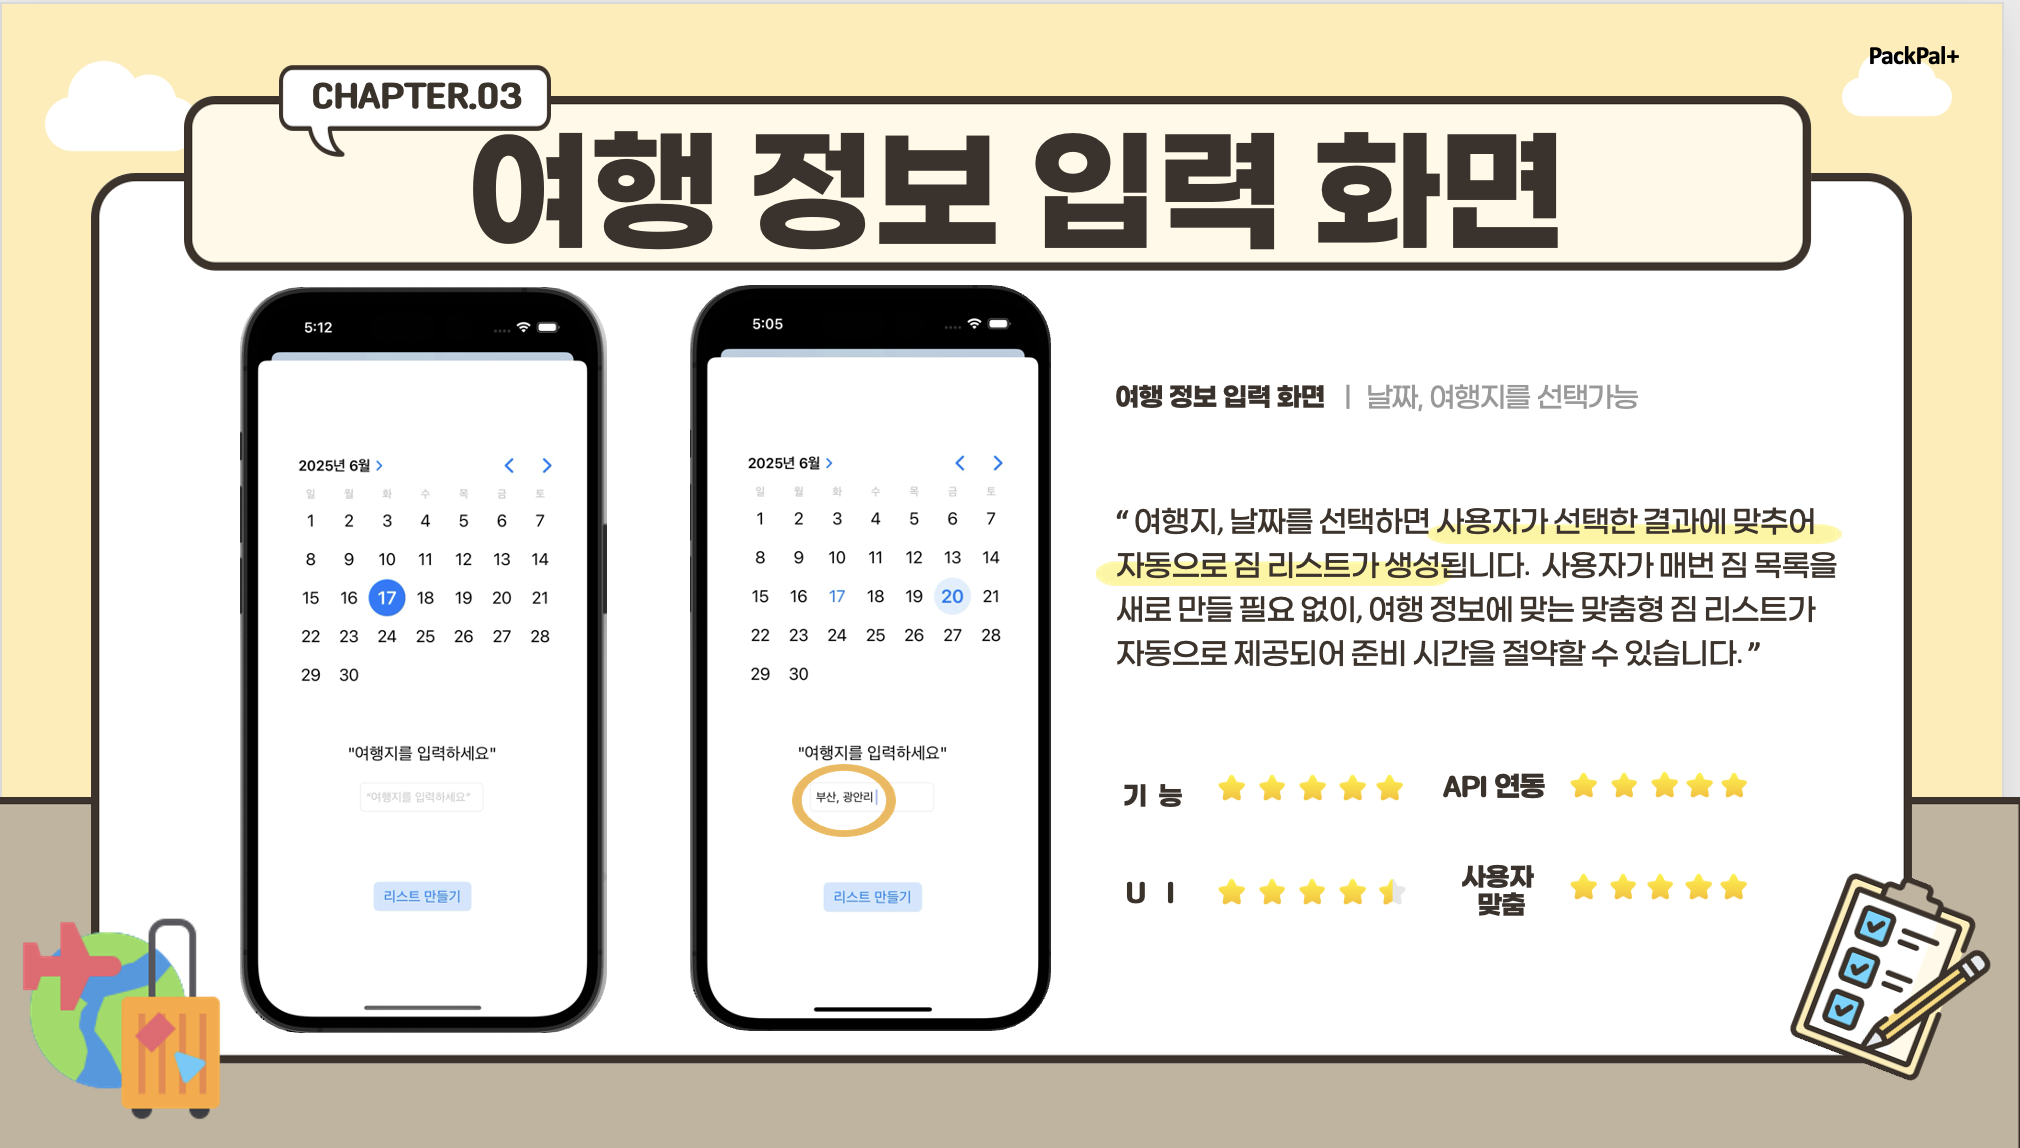 PackPal+
CHAPTER.03
여행 정보 입력 화면
5:12
2025년 6월 >
일 월 화 수 목 금 토
1 2 3 4 5 6 7
8 9 10 11 12 13 14
15 16 17 18 19 20 21
22 23 24 25 26 27 28
29 30
"여행지를 입력하세요"
"여행지를 입력하세요"
리스트 만들기
5:05
2025년 6월 >
일 월 화 수 목 금 토
1 2 3 4 5 6 7
8 9 10 11 12 13 14
15 16 17 18 19 20 21
22 23 24 25 26 27 28
29 30
"여행지를 입력하세요"
부산, 광안리
리스트 만들기
여행 정보 입력 화면 | 날짜, 여행지를 선택가능
“ 여행지, 날짜를 선택하면 사용자가 선택한 결과에 맞추어
자동으로 짐 리스트가 생성됩니다. 사용자가 매번 짐 목록을
새로 만들 필요 없이, 여행 정보에 맞는 맞춤형 짐 리스트가
자동으로 제공되어 준비 시간을 절약할 수 있습니다. ”
기 능
API 연동
U I
사용자
맞춤